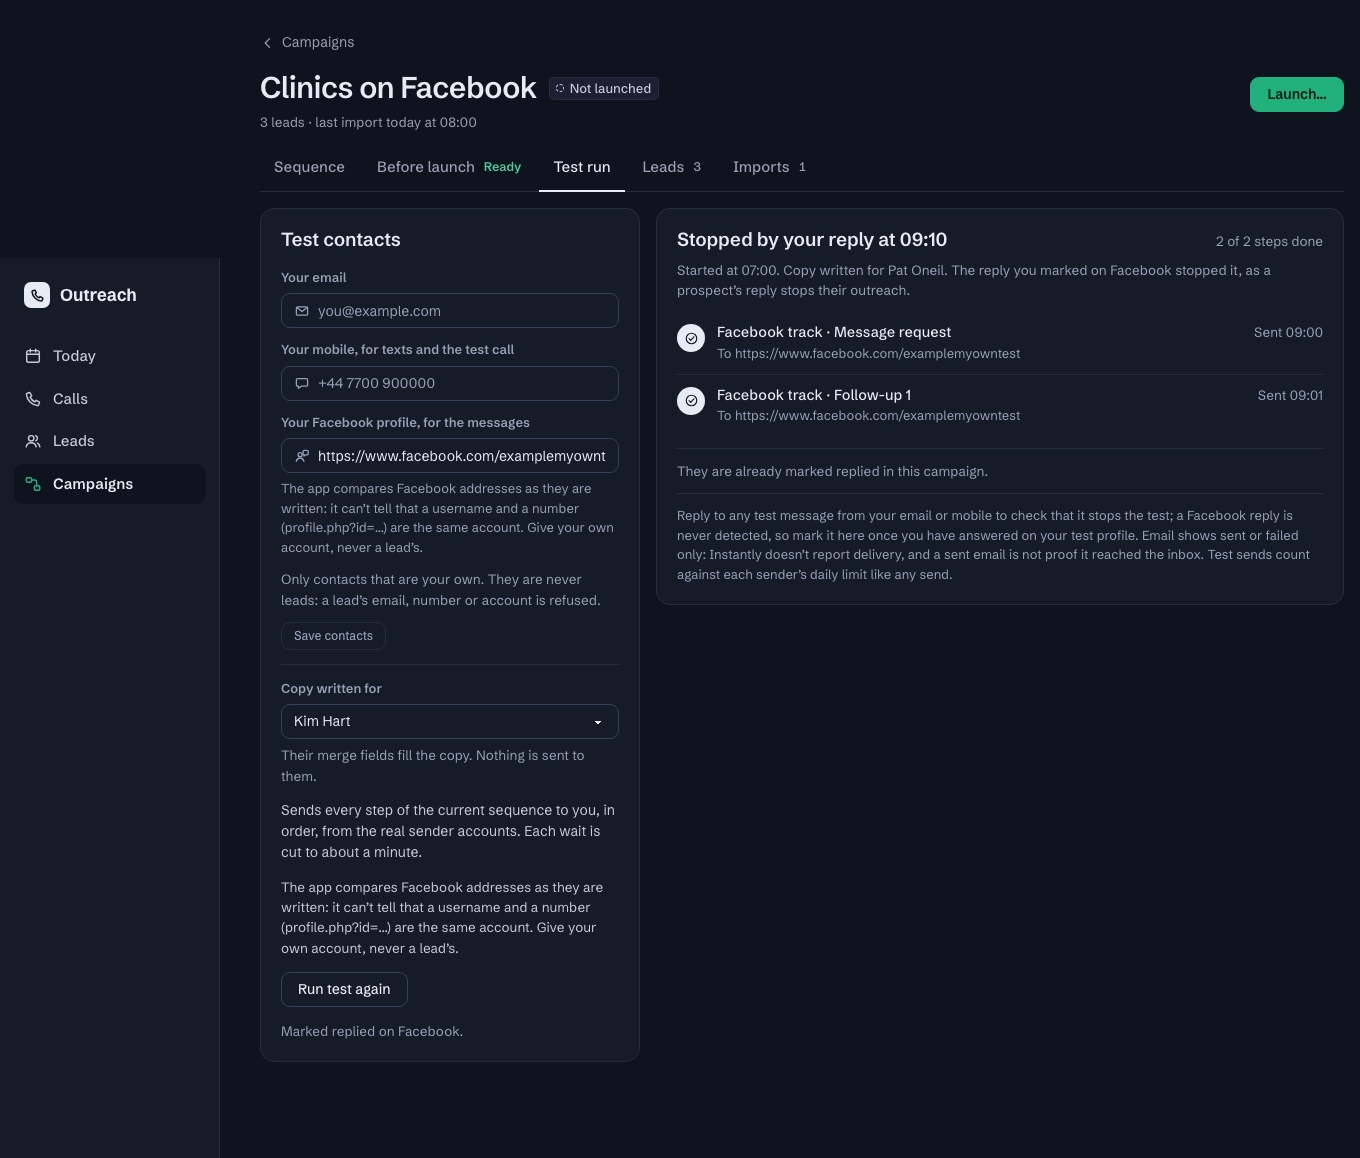 Campaigns
Clinics on Facebook
Not launched
Launch...
3 leads · last import today at 08:00
Sequence
Before launch Ready
Test run
Leads 3
Imports 1
Outreach
Today
Calls
Leads
Campaigns
Test contacts
Your email
you@example.com
Your mobile, for texts and the test call
+44 7700 900000
Your Facebook profile, for the messages
https://www.facebook.com/examplemyownt
The app compares Facebook addresses as they are
written: it can’t tell that a username and a number
(profile.php?id=…) are the same account. Give your own
account, never a lead’s.
Only contacts that are your own. They are never
leads: a lead’s email, number or account is refused.
Save contacts
Copy written for
Kim Hart
Their merge fields fill the copy. Nothing is sent to
them.
Sends every step of the current sequence to you, in
order, from the real sender accounts. Each wait is
cut to about a minute.
The app compares Facebook addresses as they are
written: it can’t tell that a username and a number
(profile.php?id=…) are the same account. Give your
own account, never a lead’s.
Run test again
Marked replied on Facebook.
Stopped by your reply at 09:10
2 of 2 steps done
Started at 07:00. Copy written for Pat Oneil. The reply you marked on Facebook stopped it, as a
prospect’s reply stops their outreach.
Facebook track · Message request
Sent 09:00
To https://www.facebook.com/examplemyowntest
Facebook track · Follow-up 1
Sent 09:01
To https://www.facebook.com/examplemyowntest
They are already marked replied in this campaign.
Reply to any test message from your email or mobile to check that it stops the test; a Facebook reply is
never detected, so mark it here once you have answered on your test profile. Email shows sent or failed
only: Instantly doesn’t report delivery, and a sent email is not proof it reached the inbox. Test sends count
against each sender’s daily limit like any send.